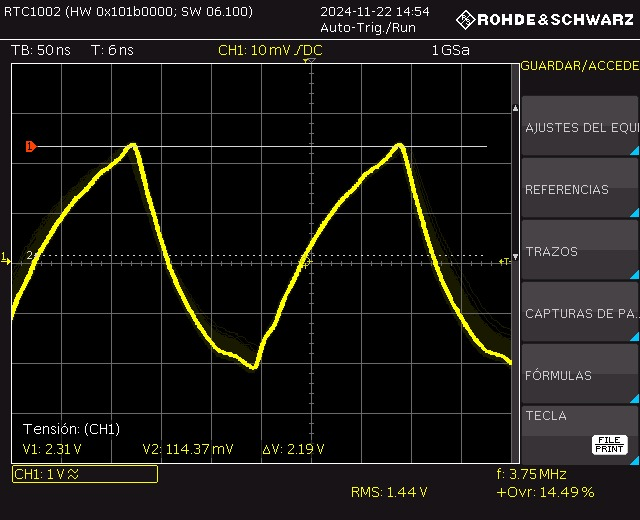 RTC1002 (HW 0x101b0000; SW 06.100)
2024-11-22 14:54
Auto-Trig./Run
ROHDE&SCHWARZ
TB: 50 ns T: 6 ns CH1: 10 mV / DC 1 GSa
GUARDAR/ACCEDE
1
AJUSTES DEL EQUI
REFERENCIAS
TRAZOS
1
2
T
CAPTURAS DE PA..
FÓRMULAS
TECLA
FILE
PRINT
Tensión: (CH1)
V1: 2.31 V V2: 114.37 mV ΔV: 2.19 V
CH1: 1 V ≈
f: 3.75 MHz
RMS: 1.44 V +Ovr: 14.49 %